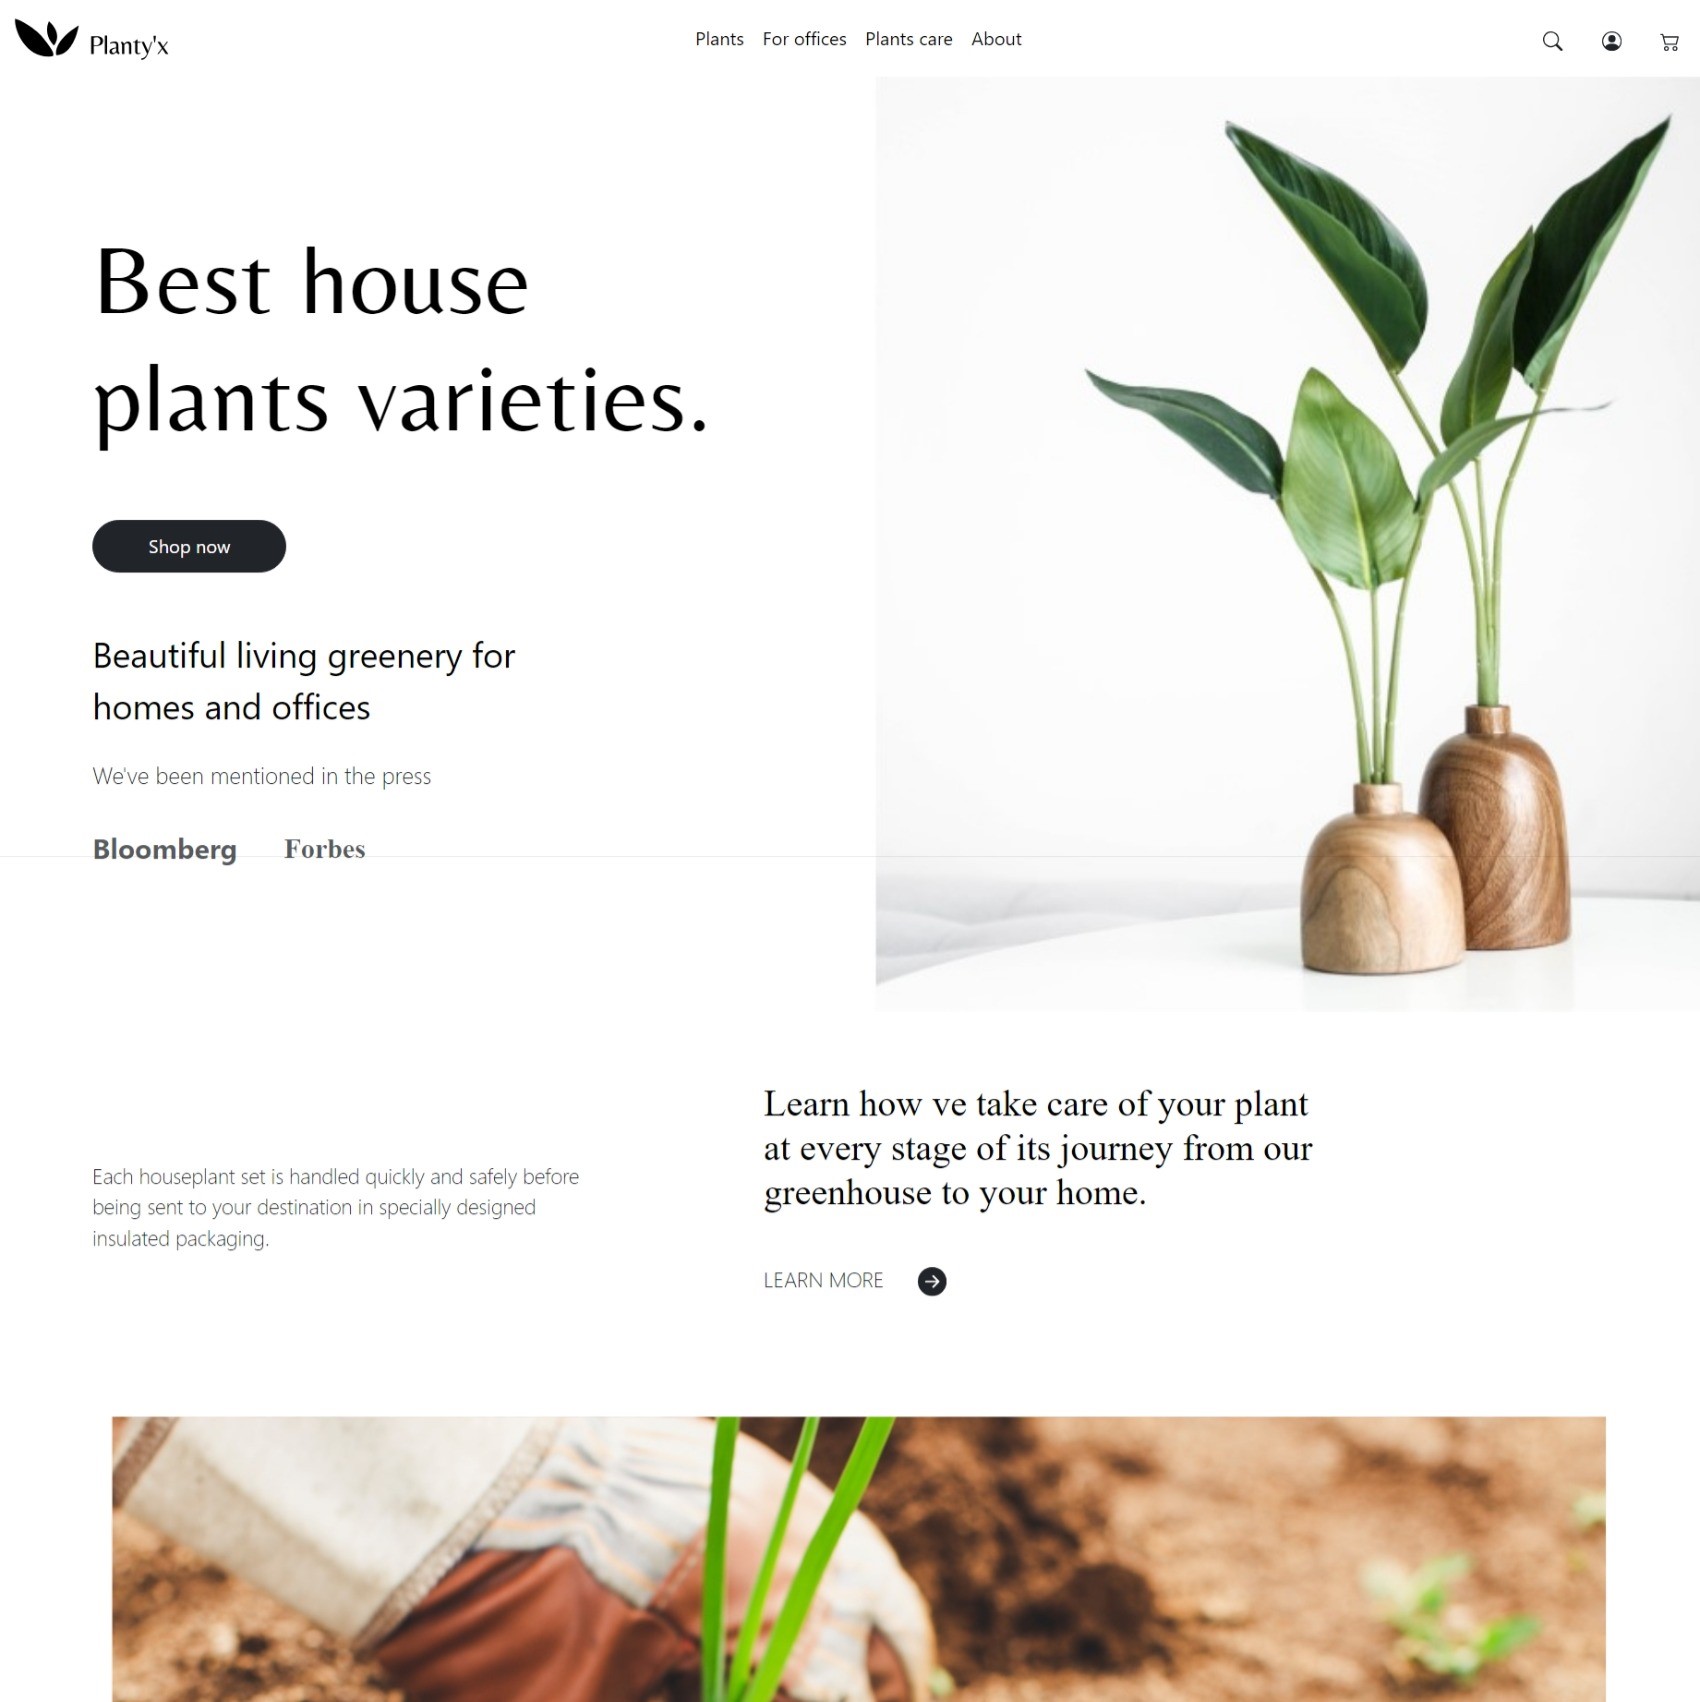 Planty'x
Plants For offices Plants care About
Best house
plants varieties.
Shop now
Beautiful living greenery for
homes and offices
We've been mentioned in the press
Bloomberg Forbes
Each houseplant set is handled quickly and safely before
being sent to your destination in specially designed
insulated packaging.
Learn how ve take care of your plant
at every stage of its journey from our
greenhouse to your home.
LEARN MORE